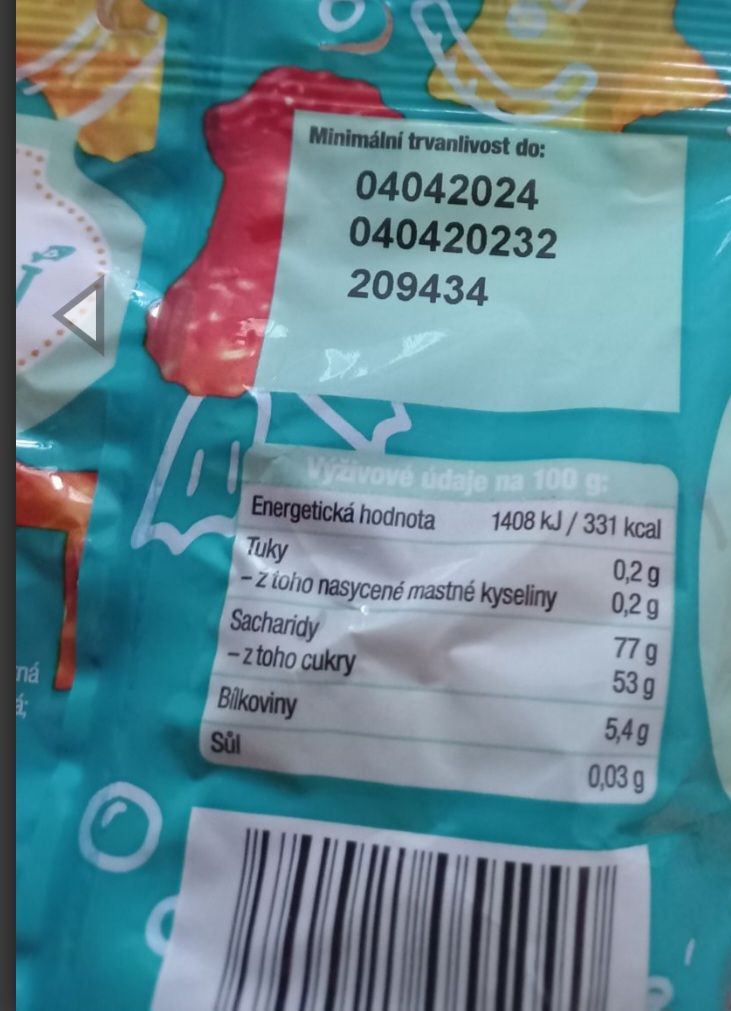 Minimální trvanlivost do:
04042024
040420232
209434
Výživové údaje na 100 g:
Energetická hodnota 1408 kJ / 331 kcal
Tuky 0,2 g
– z toho nasycené mastné kyseliny 0,2 g
Sacharidy 77 g
– z toho cukry 53 g
Bílkoviny 5,4 g
Sůl 0,03 g